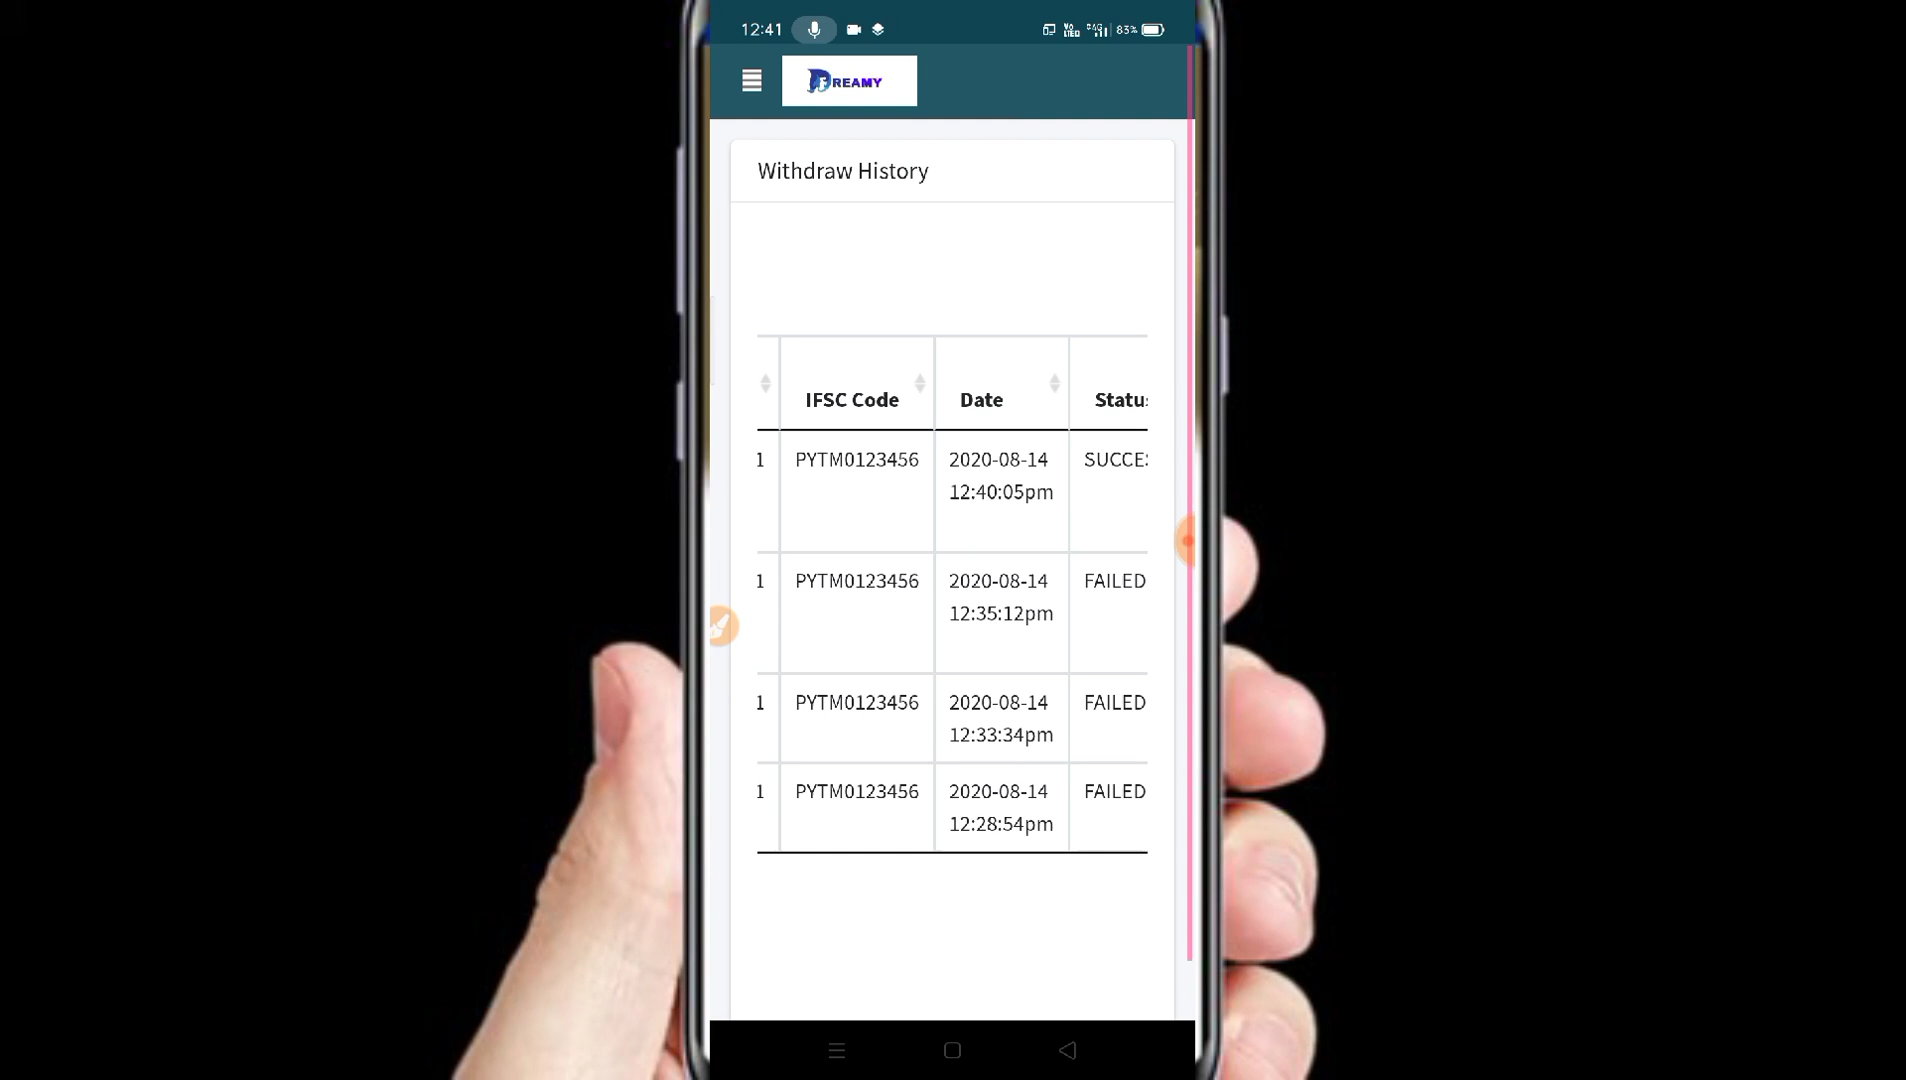 12:41
83%
DREAMY
Withdraw History
IFSC Code
Date
1
PYTM0123456
2020-08-14
12:40:05pm
1
PYTM0123456
2020-08-14
FAILED
12:35:12pm
1
PYTM0123456
2020-08-14
FAILED
12:33:34pm
1
PYTM0123456
2020-08-14
FAILED
12:28:54pm